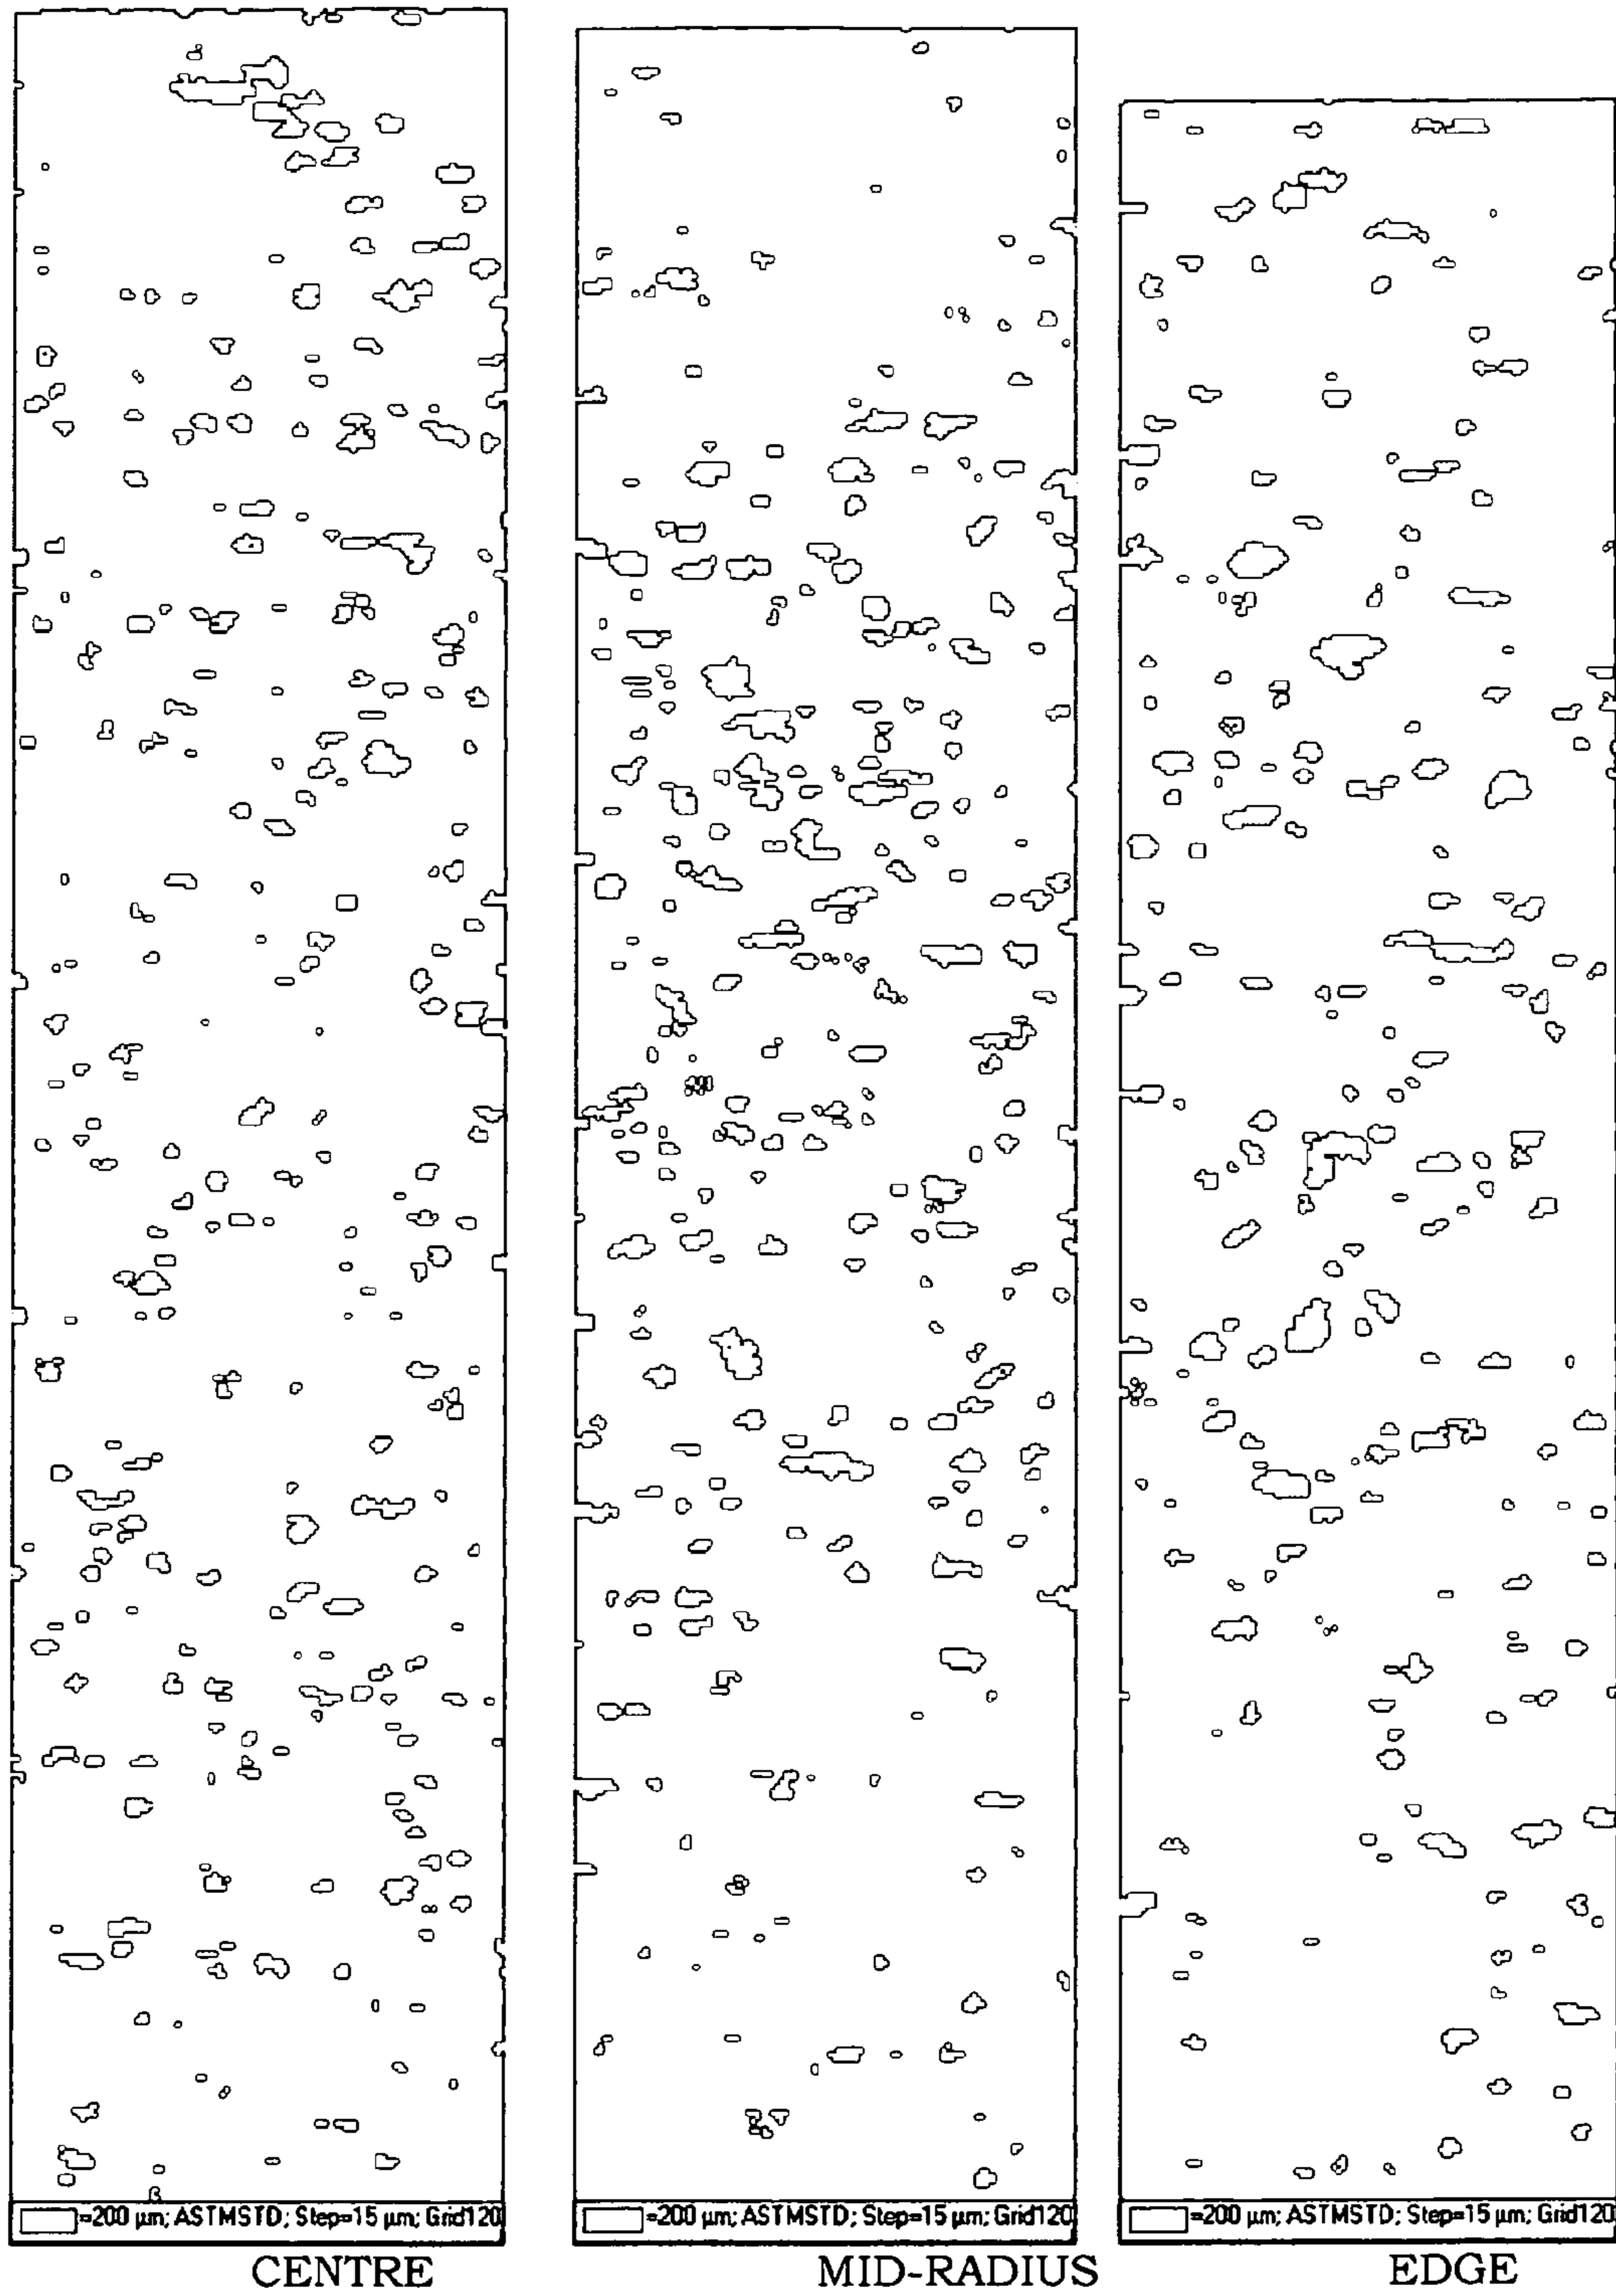 =200 µm; ASTMSTD; Step=15 µm; Grid120
=200 µm; ASTMSTD; Step=15 µm; Grid120
=200 µm; ASTMSTD; Step=15 µm; Grid120
CENTRE
MID-RADIUS
EDGE